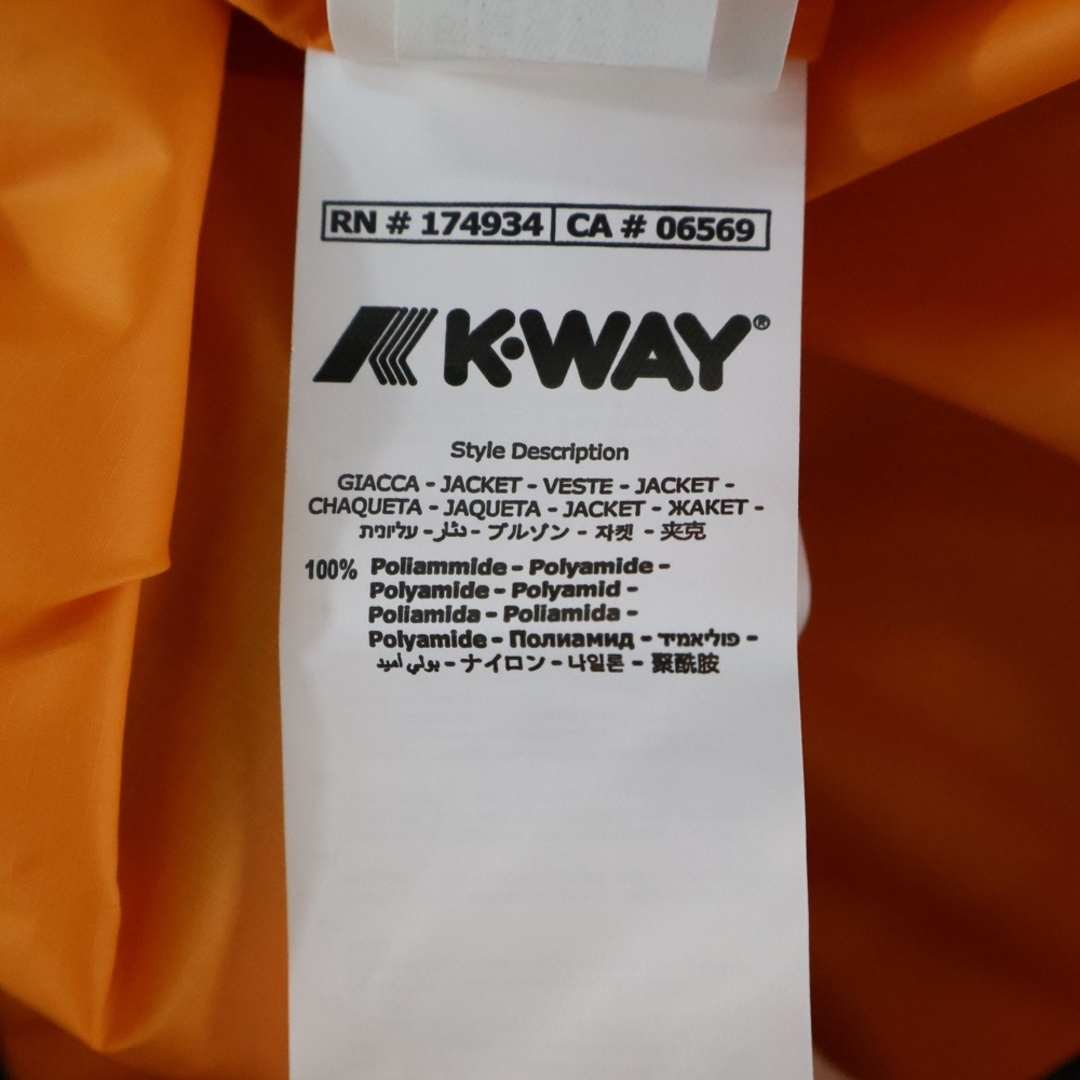 RN # 174934 CA # 06569
K·WAY®
Style Description
GIACCA - JACKET - VESTE - JACKET -
CHAQUETA - JAQUETA - JACKET - ЖАКЕТ -
עליונית - دثار - ブルゾン - 자켓 - 夹克
100% Poliammide - Polyamide -
Polyamide - Polyamid -
Poliamida - Poliamida -
Polyamide - Полиамид - פוליאמיד -
بولي أميد - ナイロン - 나일론 - 聚酰胺